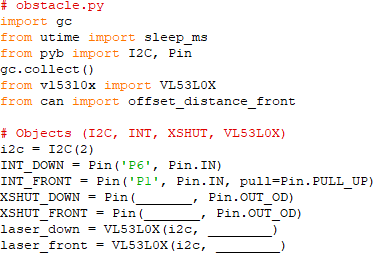 # obstacle.py
import gc
from utime import sleep_ms
from pyb import I2C, Pin
gc.collect()
from vl53l0x import VL53L0X
from can import offset_distance_front
# Objects (I2C, INT, XSHUT, VL53L0X)
i2c = I2C(2)
INT_DOWN = Pin('P6', Pin.IN)
INT_FRONT = Pin('P1', Pin.IN, pull=Pin.PULL_UP)
XSHUT_DOWN = Pin(______, Pin.OUT_OD)
XSHUT_FRONT = Pin(______, Pin.OUT_OD)
laser_down = VL53L0X(i2c, ________)
laser_front = VL53L0X(i2c, ________)